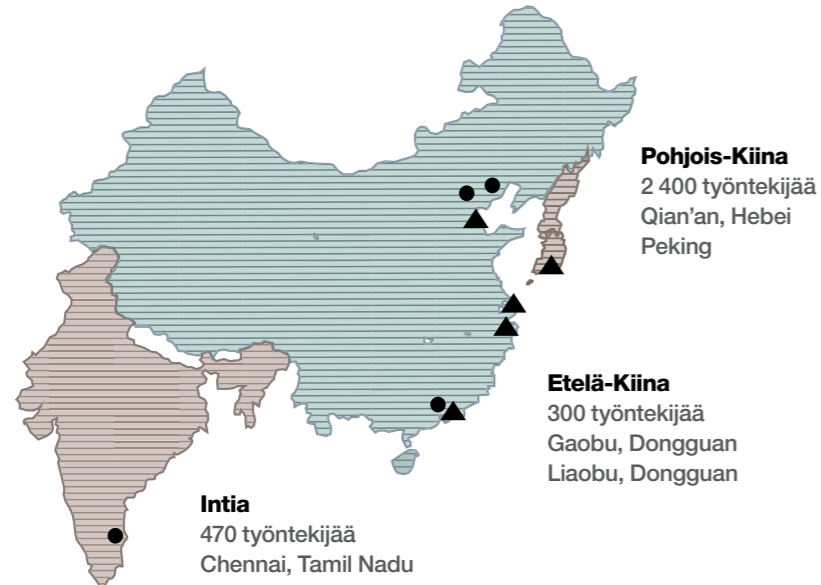 Pohjois-Kiina
2 400 työntekijää
Qian’an, Hebei
Peking
Etelä-Kiina
300 työntekijää
Gaobu, Dongguan
Liaobu, Dongguan
Intia
470 työntekijää
Chennai, Tamil Nadu